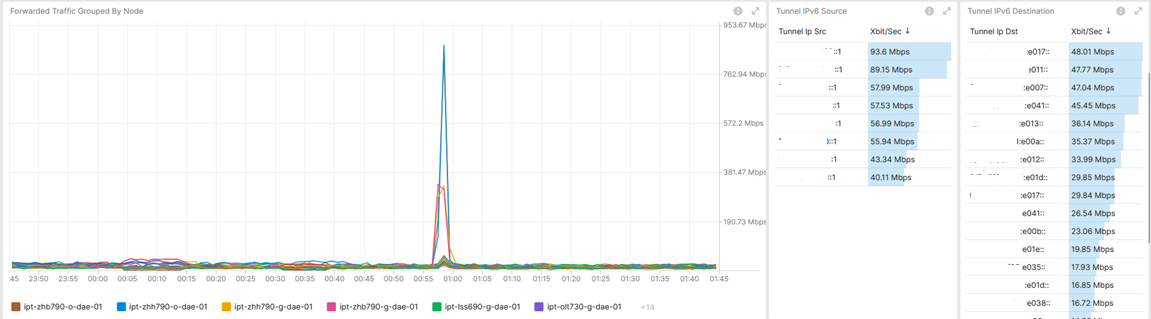 Forwarded Traffic Grouped By Node
953.67 Mbps
762.94 Mbps
572.2 Mbps
381.47 Mbps
190.73 Mbps
45 23:50 23:55 00:00 00:05 00:10 00:15 00:20 00:25 00:30 00:35 00:40 00:45 00:50 00:55 01:00 01:05 01:10 01:15 01:20 01:25 01:30 01:35 01:40 01:45
ipt-zhb790-o-dae-01 ipt-zhh790-o-dae-01 ipt-zhh790-g-dae-01 ipt-zhb790-g-dae-01 ipt-lss690-g-dae-01 ipt-olt730-g-dae-01 +14
Tunnel IPv6 Source
Tunnel Ip Src Xbit/Sec ↓
::1 93.6 Mbps
::1 89.15 Mbps
::1 57.99 Mbps
::1 57.53 Mbps
:1 56.99 Mbps
::1 55.94 Mbps
:1 43.34 Mbps
::1 40.11 Mbps
Tunnel IPv6 Destination
Tunnel Ip Dst Xbit/Sec ↓
:e017:: 48.01 Mbps
e011:: 47.77 Mbps
:e007:: 47.04 Mbps
:e041:: 45.45 Mbps
:e013:: 36.14 Mbps
:e00a:: 35.37 Mbps
:e012:: 33.99 Mbps
:e01d:: 29.85 Mbps
:e017:: 29.84 Mbps
e041:: 26.54 Mbps
:e00b:: 23.06 Mbps
:e01e:: 19.85 Mbps
e035:: 17.93 Mbps
:e01d:: 16.85 Mbps
:e038:: 16.72 Mbps